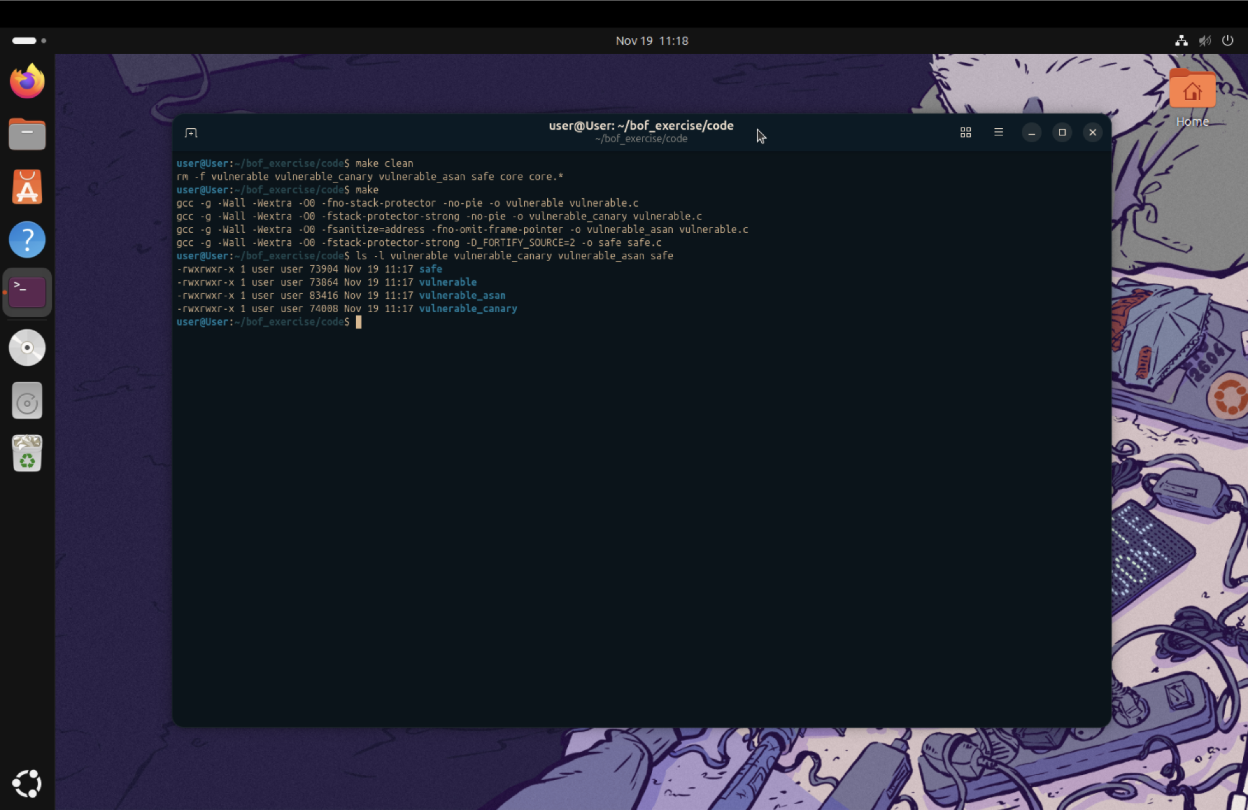 Nov 19 11:18
Home
user@User: ~/bof_exercise/code
~/bof_exercise/code
user@User:~/bof_exercise/code$ make clean
rm -f vulnerable vulnerable_canary vulnerable_asan safe core core.*
user@User:~/bof_exercise/code$ make
gcc -g -Wall -Wextra -O0 -fno-stack-protector -no-pie -o vulnerable vulnerable.c
gcc -g -Wall -Wextra -O0 -fstack-protector-strong -no-pie -o vulnerable_canary vulnerable.c
gcc -g -Wall -Wextra -O0 -fsanitize=address -fno-omit-frame-pointer -o vulnerable_asan vulnerable.c
gcc -g -Wall -Wextra -O0 -fstack-protector-strong -D_FORTIFY_SOURCE=2 -o safe safe.c
user@User:~/bof_exercise/code$ ls -l vulnerable vulnerable_canary vulnerable_asan safe
-rwxrwxr-x 1 user user 73904 Nov 19 11:17 safe
-rwxrwxr-x 1 user user 73864 Nov 19 11:17 vulnerable
-rwxrwxr-x 1 user user 83416 Nov 19 11:17 vulnerable_asan
-rwxrwxr-x 1 user user 74008 Nov 19 11:17 vulnerable_canary
user@User:~/bof_exercise/code$
2604